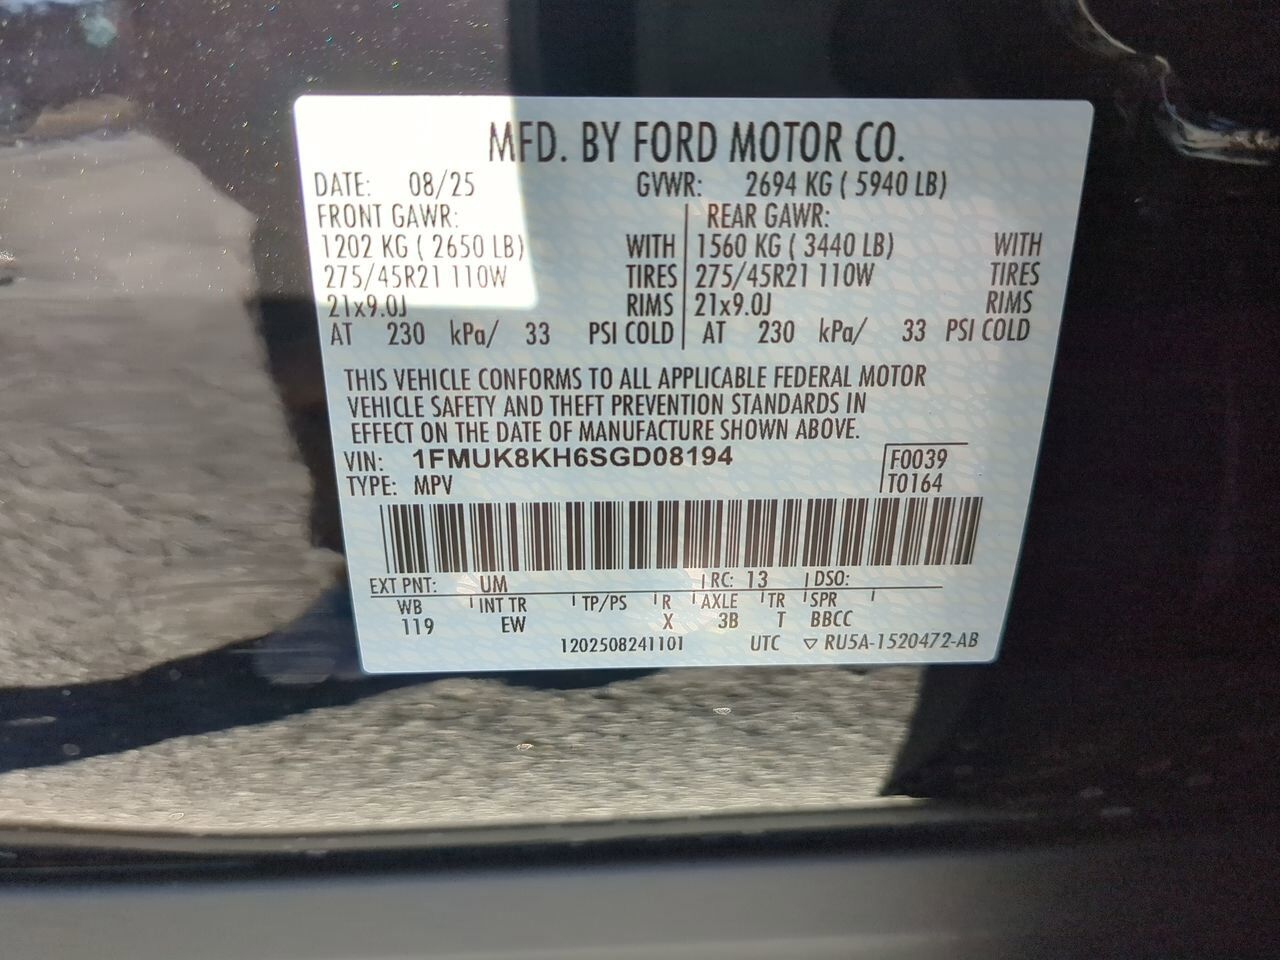 MFD. BY FORD MOTOR CO.
DATE: 08/25 GVWR: 2694 KG ( 5940 LB)
FRONT GAWR: REAR GAWR:
1202 KG ( 2650 LB) WITH 1560 KG ( 3440 LB) WITH
275/45R21 110W TIRES 275/45R21 110W TIRES
21x9.0J RIMS 21x9.0J RIMS
AT 230 kPa/ 33 PSI COLD AT 230 kPa/ 33 PSI COLD
THIS VEHICLE CONFORMS TO ALL APPLICABLE FEDERAL MOTOR
VEHICLE SAFETY AND THEFT PREVENTION STANDARDS IN
EFFECT ON THE DATE OF MANUFACTURE SHOWN ABOVE.
VIN: 1FMUK8KH6SGD08194 F0039
TYPE: MPV T0164
EXT PNT: UM RC: 13 DSO:
WB INT TR TP/PS R AXLE TR SPR
119 EW X 3B T BBCC
1202508241101 UTC ▽ RU5A-1520472-AB